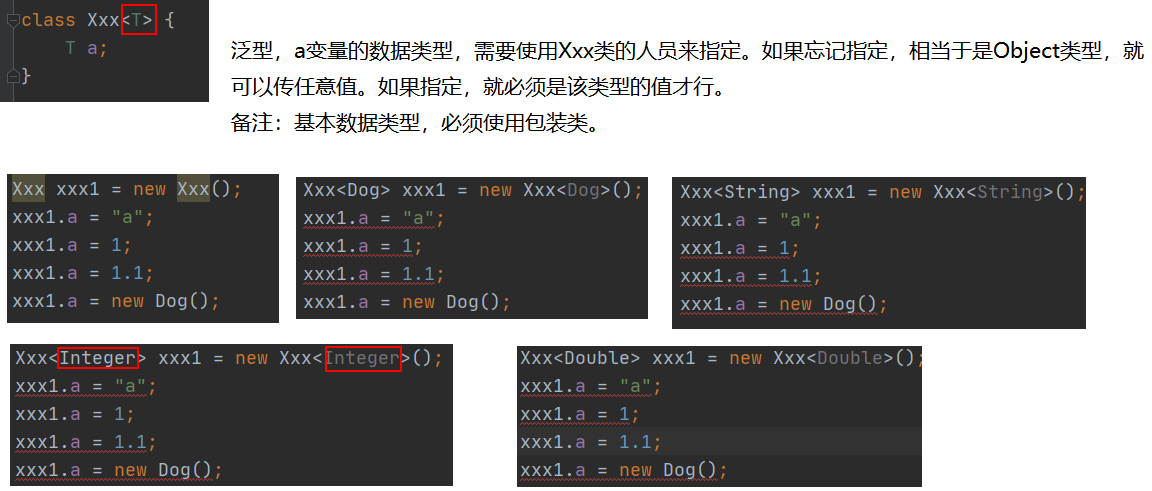 class Xxx<T> {
T a;
}
泛型，a变量的数据类型，需要使用Xxx类的人员来指定。如果忘记指定，相当于是Object类型，就
可以传任意值。如果指定，就必须是该类型的值才行。
备注：基本数据类型，必须使用包装类。
Xxx xxx1 = new Xxx();
xxx1.a = "a";
xxx1.a = 1;
xxx1.a = 1.1;
xxx1.a = new Dog();
Xxx<Dog> xxx1 = new Xxx<Dog>();
xxx1.a = "a";
xxx1.a = 1;
xxx1.a = 1.1;
xxx1.a = new Dog();
Xxx<String> xxx1 = new Xxx<String>();
xxx1.a = "a";
xxx1.a = 1;
xxx1.a = 1.1;
xxx1.a = new Dog();
Xxx<Integer> xxx1 = new Xxx<Integer>();
xxx1.a = "a";
xxx1.a = 1;
xxx1.a = 1.1;
xxx1.a = new Dog();
Xxx<Double> xxx1 = new Xxx<Double>();
xxx1.a = "a";
xxx1.a = 1;
xxx1.a = 1.1;
xxx1.a = new Dog();